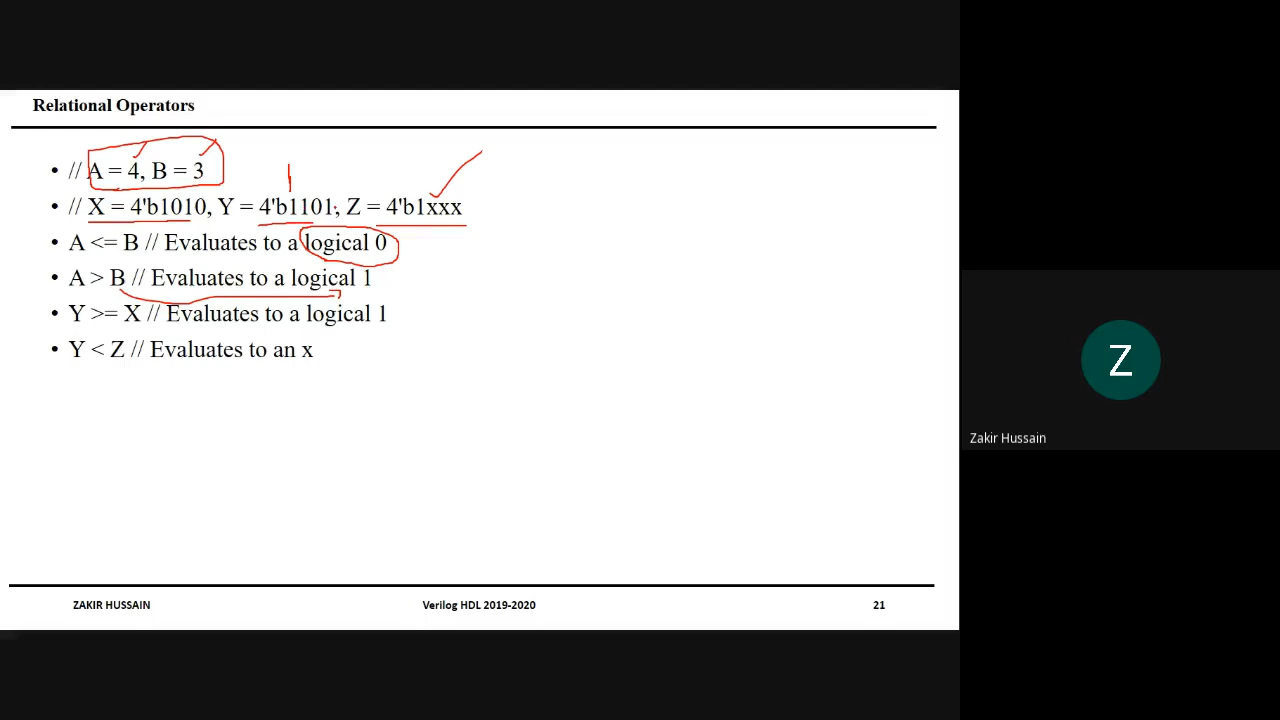 Relational Operators
• // A = 4, B = 3
• // X = 4'b1010, Y = 4'b1101, Z = 4'b1xxx
• A <= B // Evaluates to a logical 0
• A > B // Evaluates to a logical 1
• Y >= X // Evaluates to a logical 1
• Y < Z // Evaluates to an x
Z
Zakir Hussain
ZAKIR HUSSAIN Verilog HDL 2019-2020 21